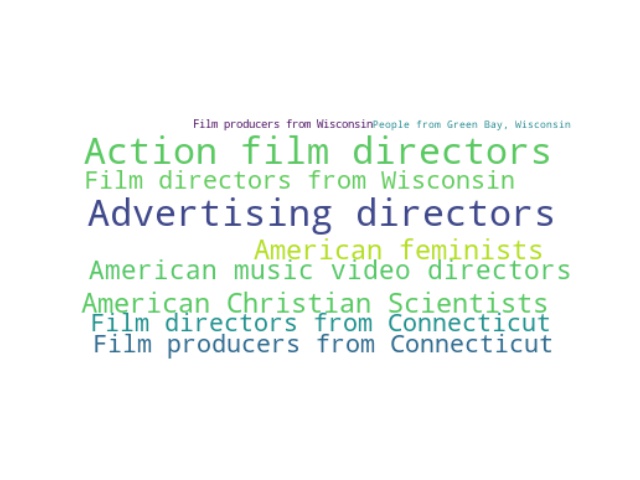 Film producers from Wisconsin People from Green Bay, Wisconsin
Action film directors
Film directors from Wisconsin
Advertising directors
American feminists
American music video directors
American Christian Scientists
Film directors from Connecticut
Film producers from Connecticut